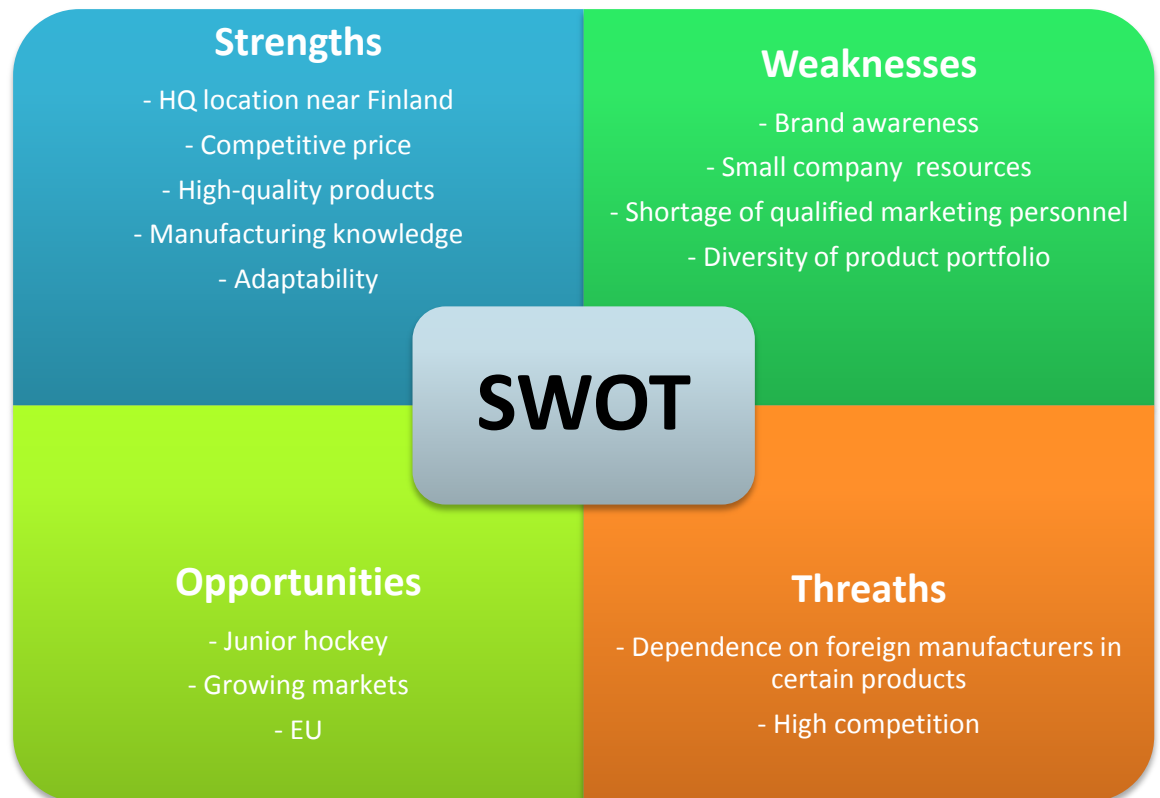 Strengths
- HQ location near Finland
- Competitive price
- High-quality products
- Manufacturing knowledge
- Adaptability
Weaknesses
- Brand awareness
- Small company  resources
- Shortage of qualified marketing personnel
- Diversity of product portfolio
SWOT
Opportunities
- Junior hockey
- Growing markets
- EU
Threaths
- Dependence on foreign manufacturers in
certain products
- High competition